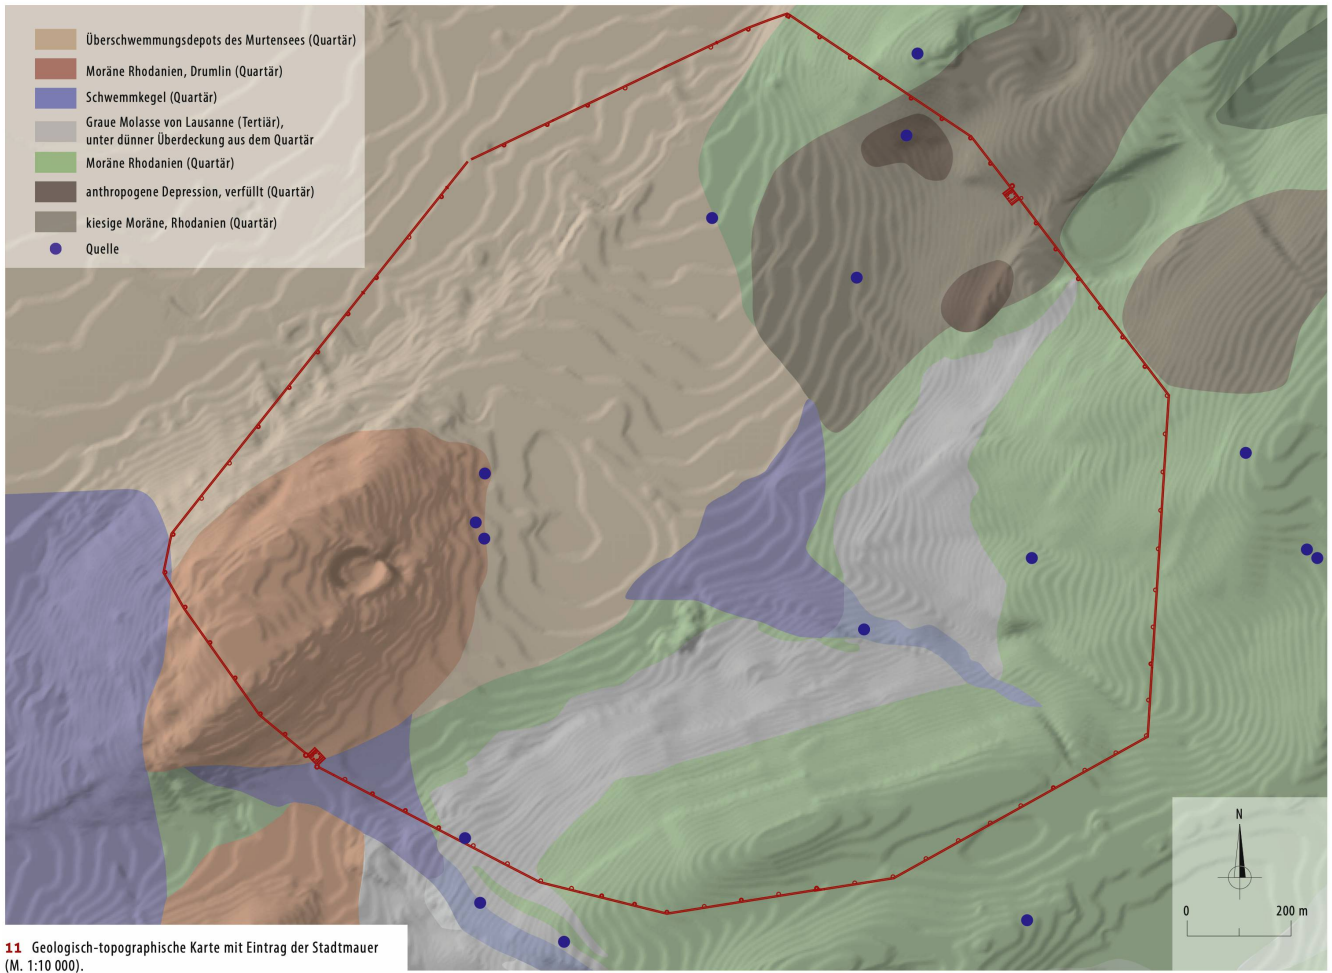 Überschwemmungsdepots des Murtensees (Quartär)
Moräne Rhodanien, Drumlin (Quartär)
Schwemmkegel (Quartär)
Graue Molasse von Lausanne (Tertiär),
unter dünner Überdeckung aus dem Quartär
Moräne Rhodanien (Quartär)
anthropogene Depression, verfüllt (Quartär)
kiesige Moräne, Rhodanien (Quartär)
Quelle
N
0 200 m
11 Geologisch-topographische Karte mit Eintrag der Stadtmauer
(M. 1:10 000).